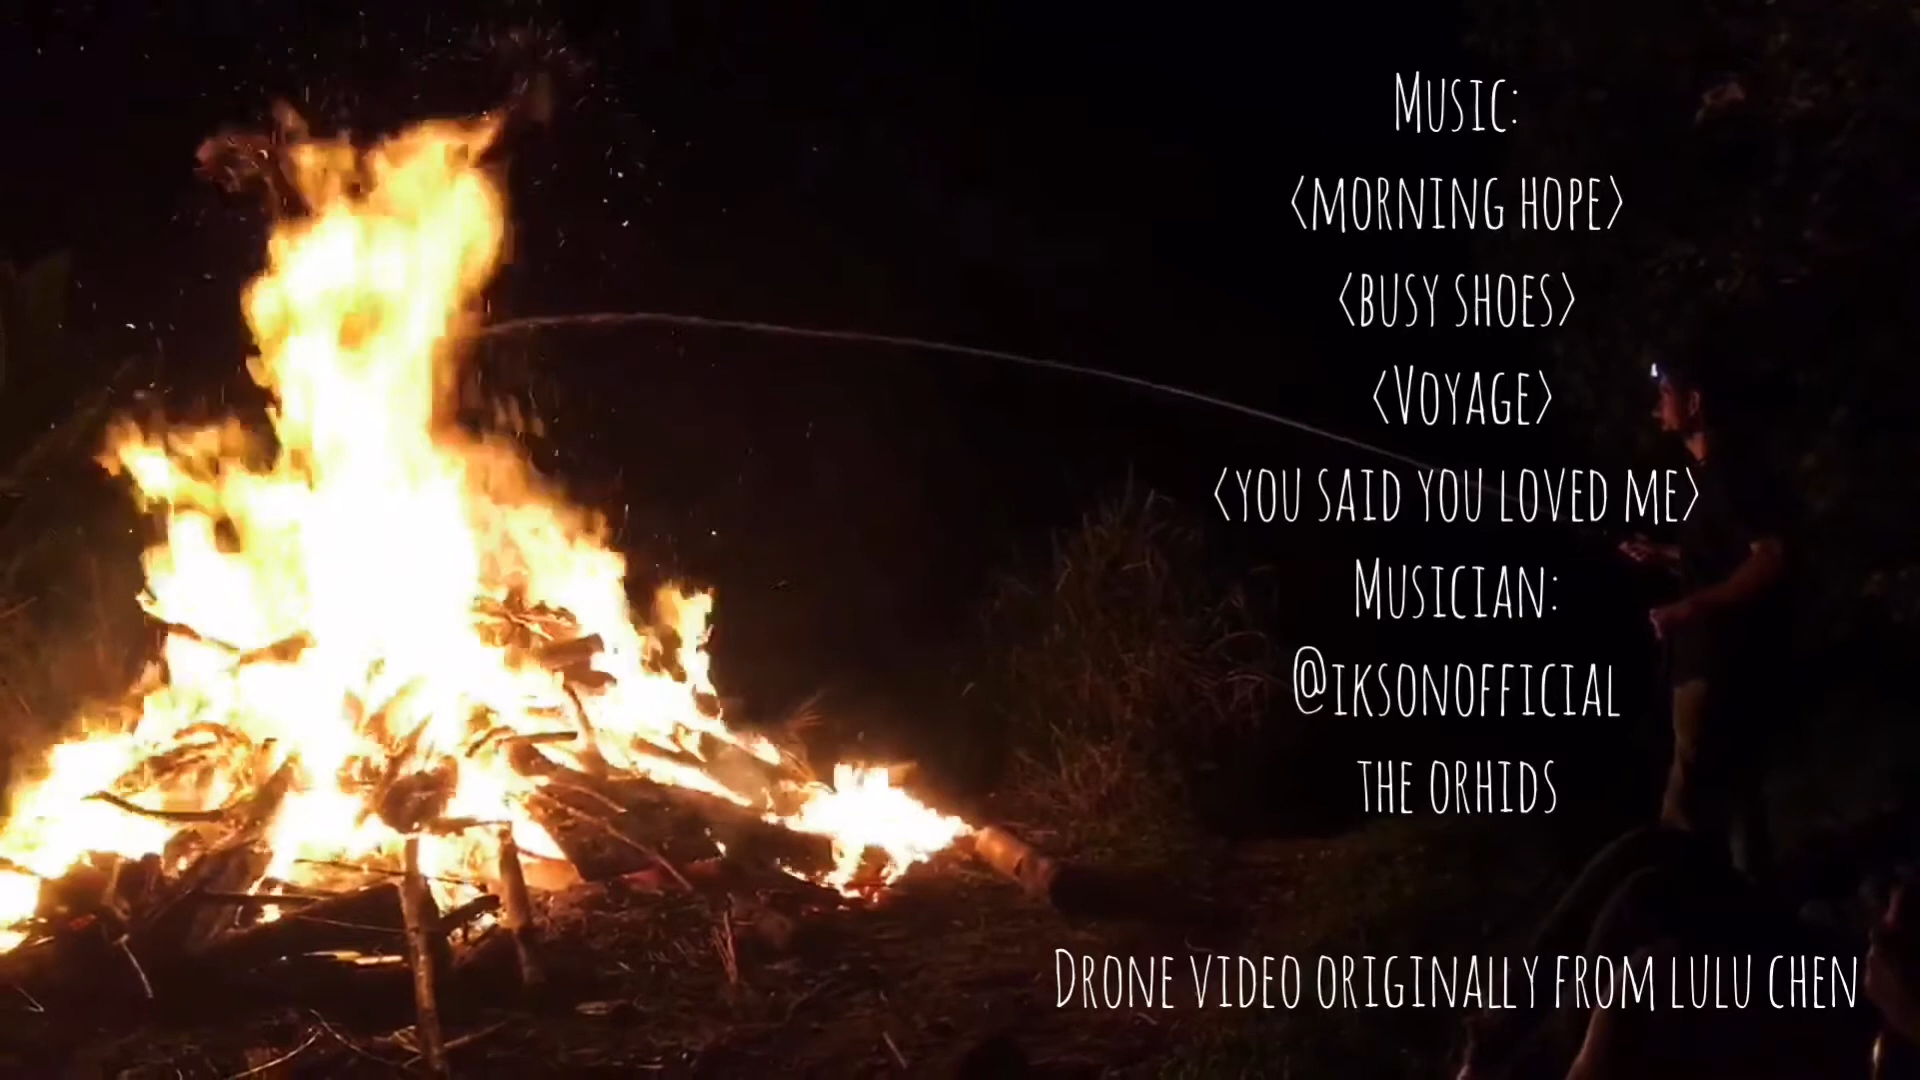 Music:
<morning hope>
<busy shoes>
<Voyage>
<you said you loved me>
Musician:
@iksonofficial
the orhids
Drone video originally from lulu chen